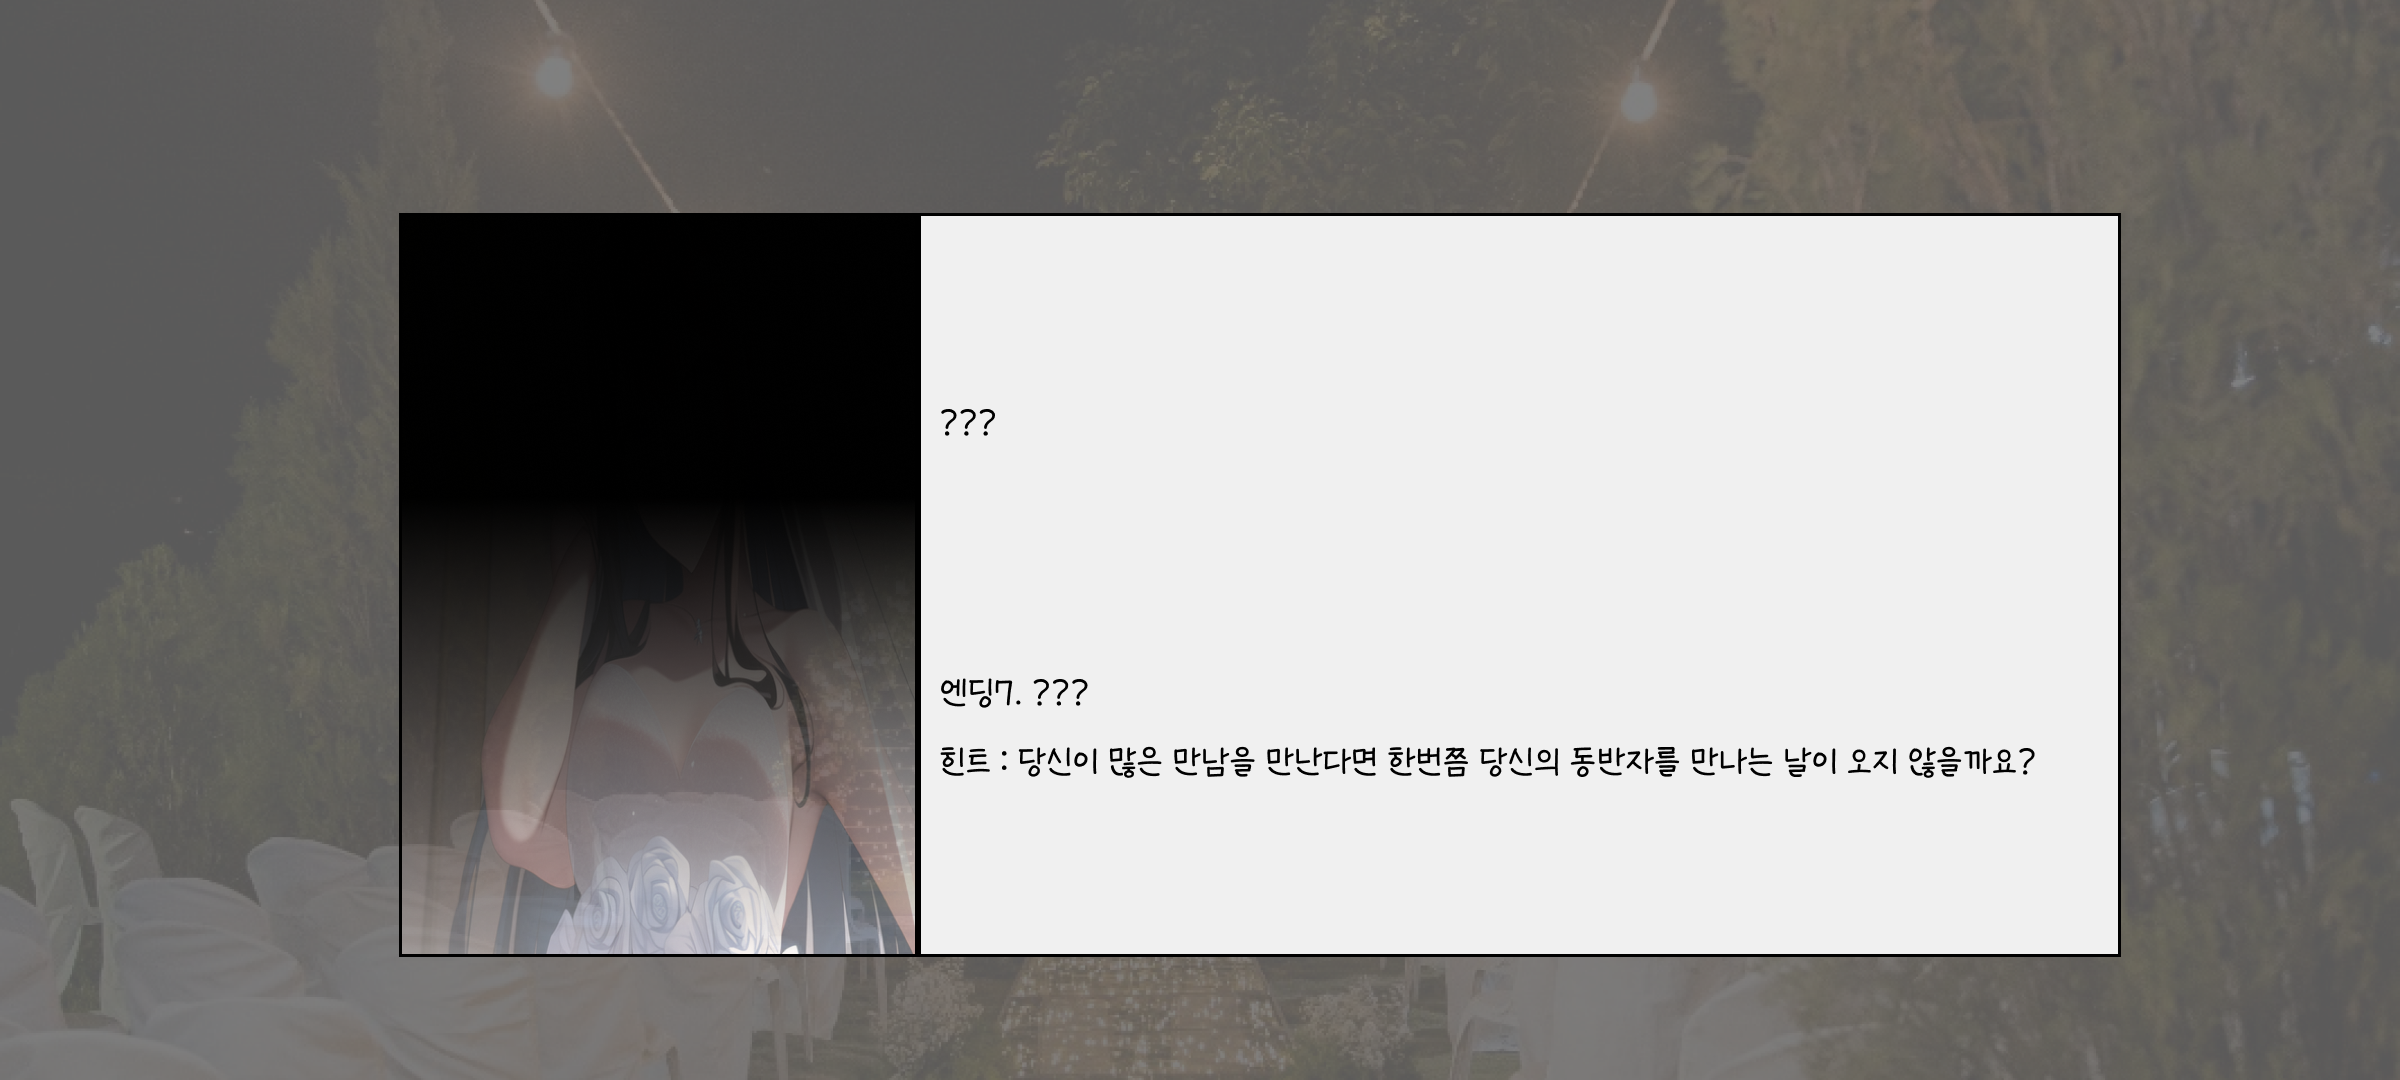 ???
엔딩7. ???
힌트 : 당신이 많은 만남을 만난다면 한번쯤 당신의 동반자를 만나는 날이 오지 않을까요?